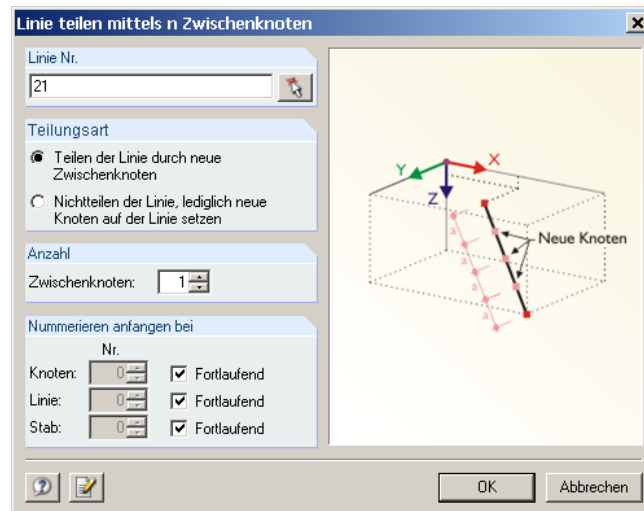 Linie teilen mittels n Zwischenknoten
Linie Nr.
21
Teilungsart
Teilen der Linie durch neue
Zwischenknoten
Nichtteilen der Linie, lediglich neue
Knoten auf der Linie setzen
Anzahl
Zwischenknoten: 1
Nummerieren anfangen bei
Nr.
Knoten: 0 Fortlaufend
Linie: 0 Fortlaufend
Stab: 0 Fortlaufend
Y
X
Z
Neue Knoten
a
a
a
a
OK
Abbrechen